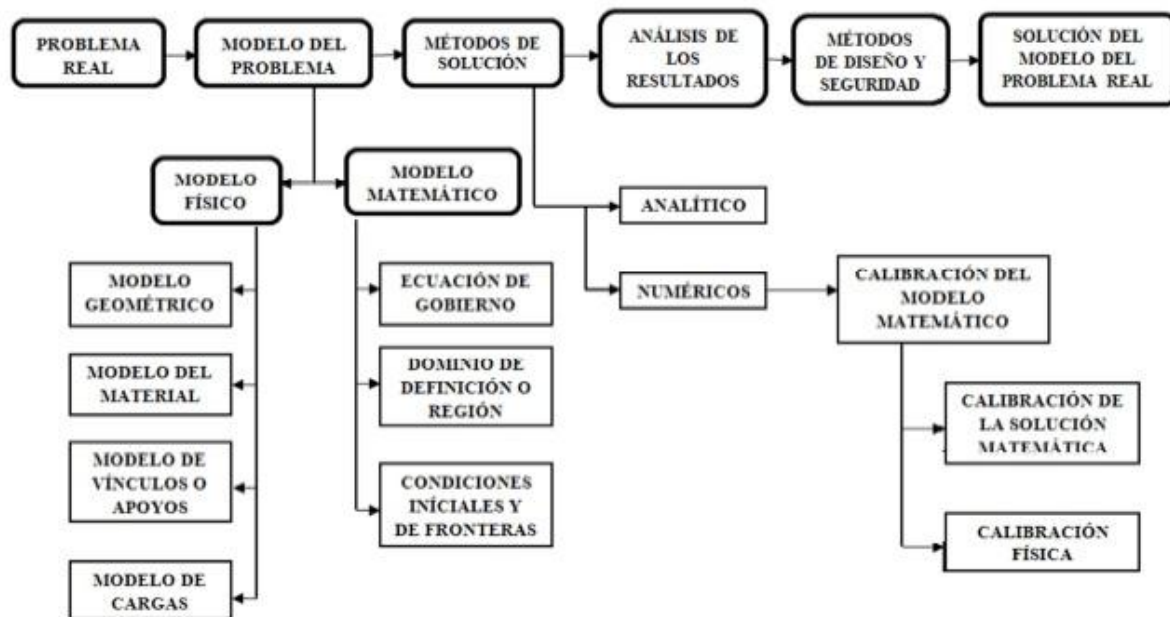 PROBLEMA
REAL
MODELO DEL
PROBLEMA
MÉTODOS DE
SOLUCIÓN
ANÁLISIS DE
LOS
RESULTADOS
MÉTODOS
DE DISEÑO Y
SEGURIDAD
SOLUCIÓN DEL
MODELO DEL
PROBLEMA REAL
MODELO
FÍSICO
MODELO
MATEMÁTICO
MODELO
GEOMÉTRICO
MODELO DEL
MATERIAL
MODELO DE
VÍNCULOS O
APOYOS
MODELO DE
CARGAS
ECUACIÓN DE
GOBIERNO
DOMINIO DE
DEFINICIÓN O
REGIÓN
CONDICIONES
INÍCIALES Y
DE FRONTERAS
ANALÍTICO
NUMÉRICOS
CALIBRACIÓN DEL
MODELO
MATEMÁTICO
CALIBRACIÓN DE
LA SOLUCIÓN
MATEMÁTICA
CALIBRACIÓN
FÍSICA